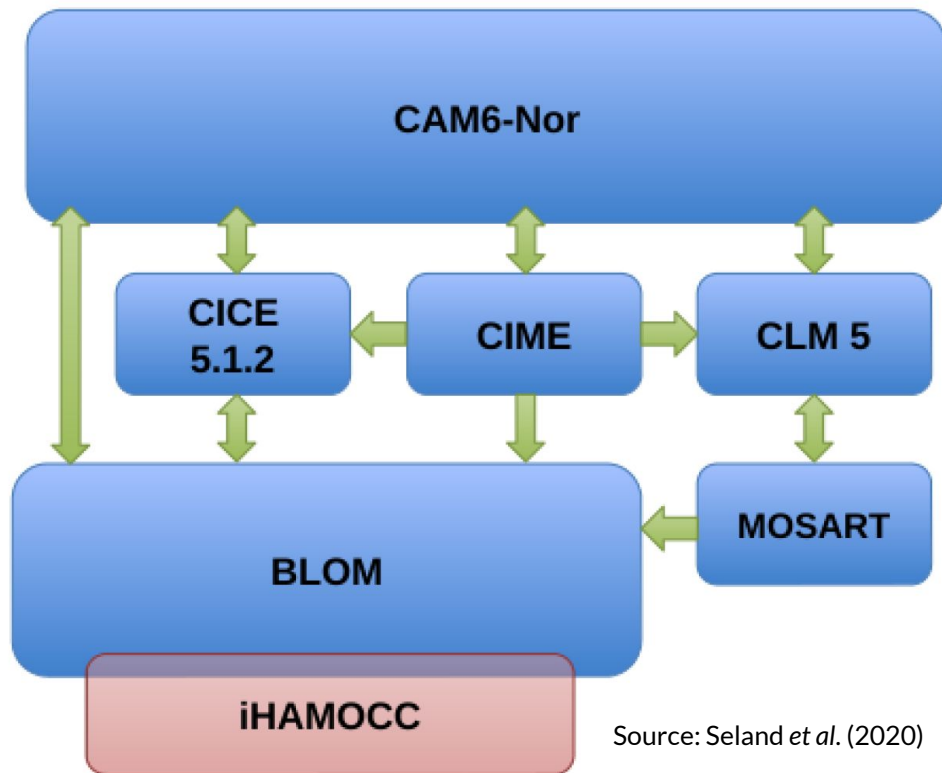 CAM6-Nor
CICE
5.1.2
CIME
CLM 5
BLOM
MOSART
iHAMOCC
Source: Seland et al. (2020)